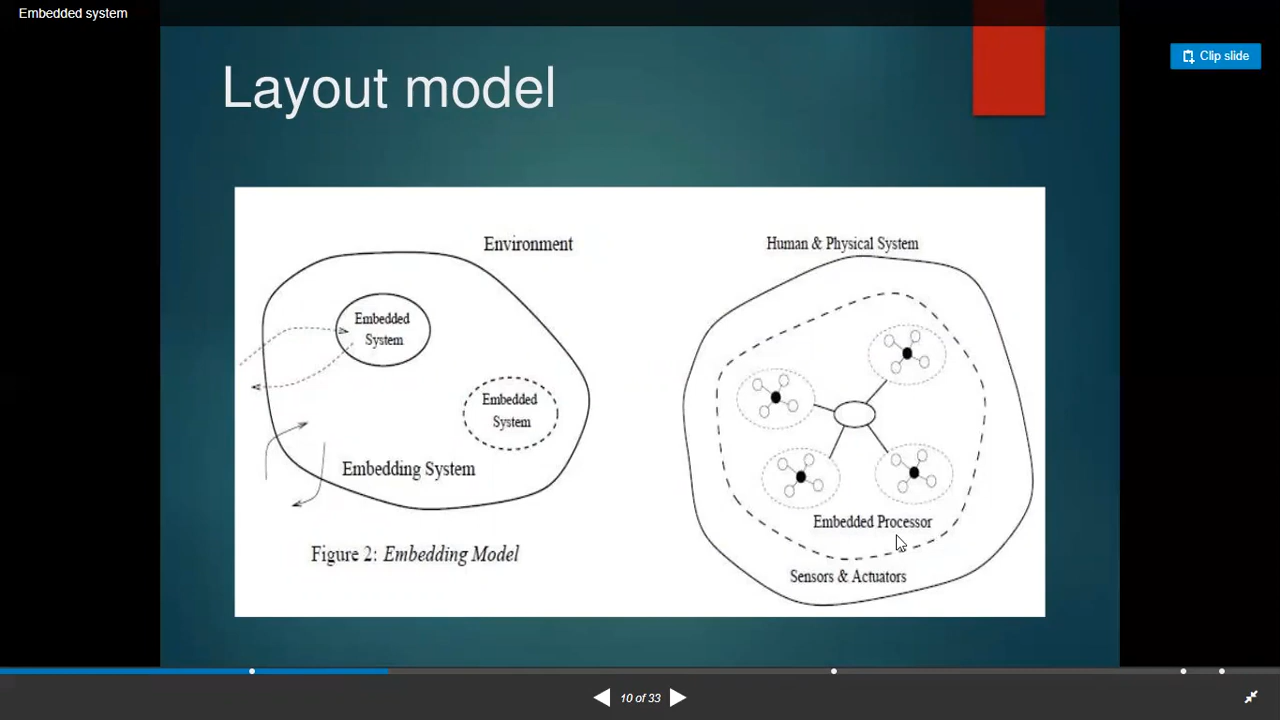 Embedded system
Clip slide
Layout model
Environment
Embedded
System
Embedded
System
Embedding System
Figure 2: Embedding Model
Human & Physical System
Embedded Processor
Sensors & Actuators
10 of 33